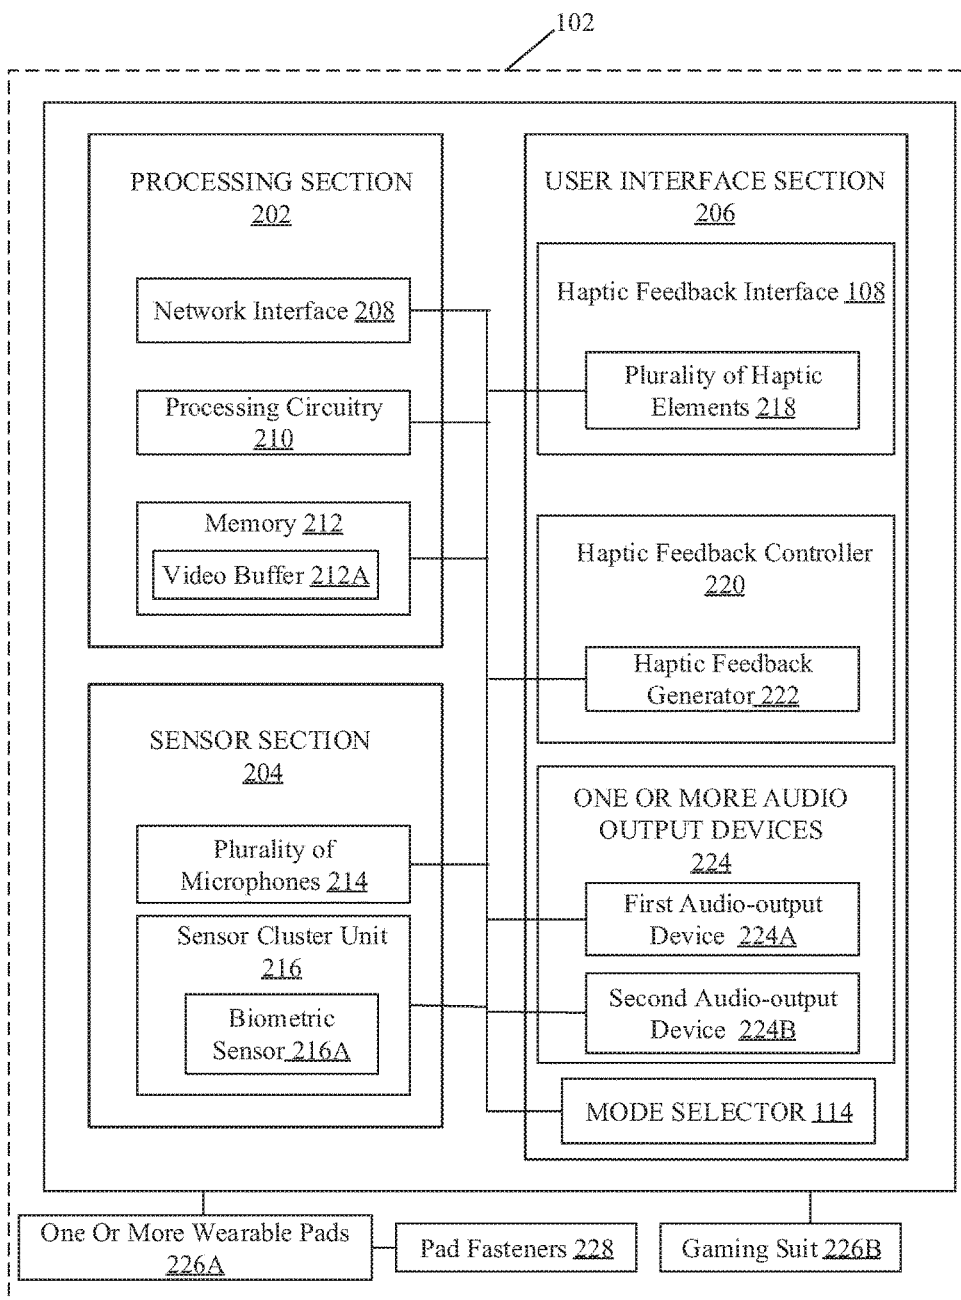 102
PROCESSING SECTION
202
Network Interface 208
Processing Circuitry
210
Memory 212
Video Buffer 212A
SENSOR SECTION
204
Plurality of
Microphones 214
Sensor Cluster Unit
216
Biometric
Sensor 216A
USER INTERFACE SECTION
206
Haptic Feedback Interface 108
Plurality of Haptic
Elements 218
Haptic Feedback Controller
220
Haptic Feedback
Generator 222
ONE OR MORE AUDIO
OUTPUT DEVICES
224
First Audio-output
Device 224A
Second Audio-output
Device 224B
MODE SELECTOR 114
One Or More Wearable Pads
226A
Pad Fasteners 228
Gaming Suit 226B